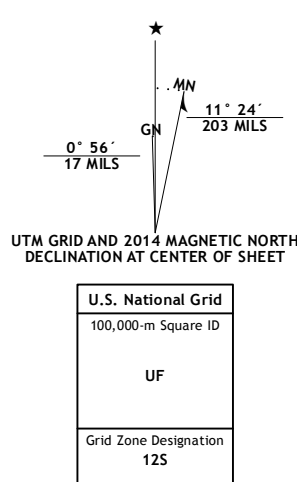 ★
MN
GN
11° 24´
203 MILS
0° 56´
17 MILS
UTM GRID AND 2014 MAGNETIC NORTH
DECLINATION AT CENTER OF SHEET
U.S. National Grid
100,000-m Square ID
UF
Grid Zone Designation
12S